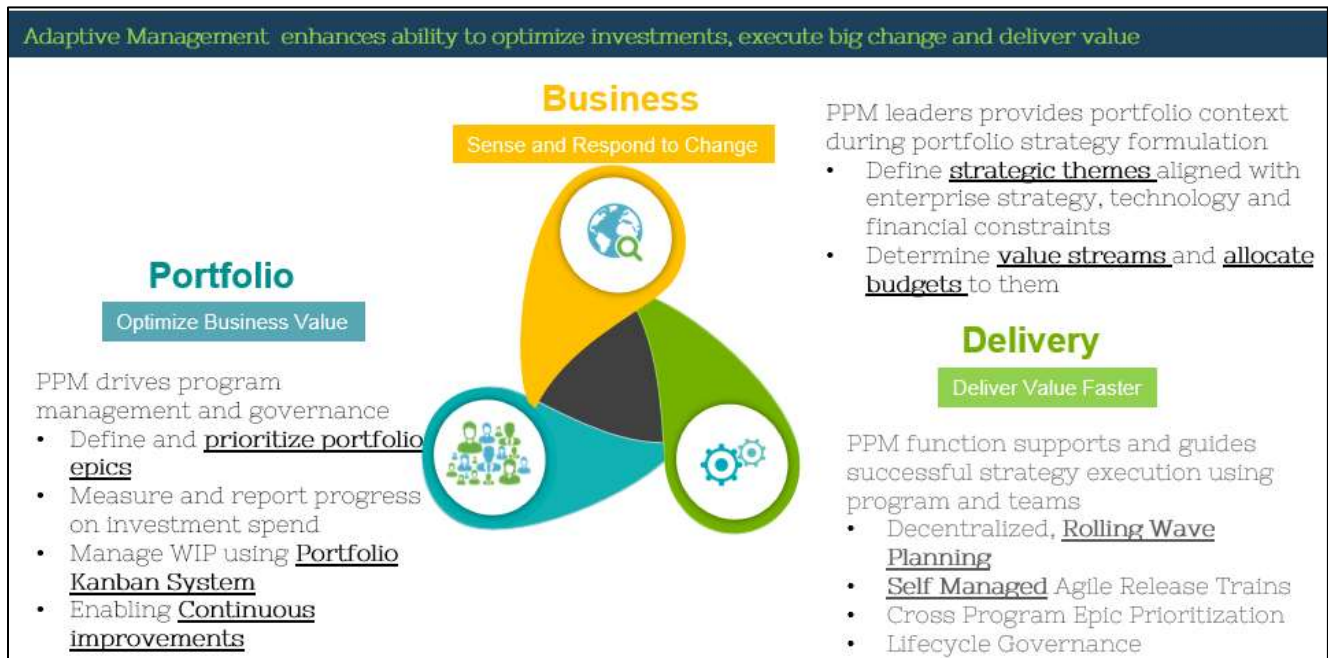 Adaptive Management enhances ability to optimize investments, execute big change and deliver value
Business
Sense and Respond to Change
PPM leaders provides portfolio context
during portfolio strategy formulation
• Define strategic themes aligned with
enterprise strategy, technology and
financial constraints
• Determine value streams and allocate
budgets to them
Portfolio
Optimize Business Value
PPM drives program
management and governance
• Define and prioritize portfolio
epics
• Measure and report progress
on investment spend
• Manage WIP using Portfolio
Kanban System
• Enabling Continuous
improvements
Delivery
Deliver Value Faster
PPM function supports and guides
successful strategy execution using
program and teams
• Decentralized, Rolling Wave
Planning
• Self Managed Agile Release Trains
• Cross Program Epic Prioritization
• Lifecycle Governance